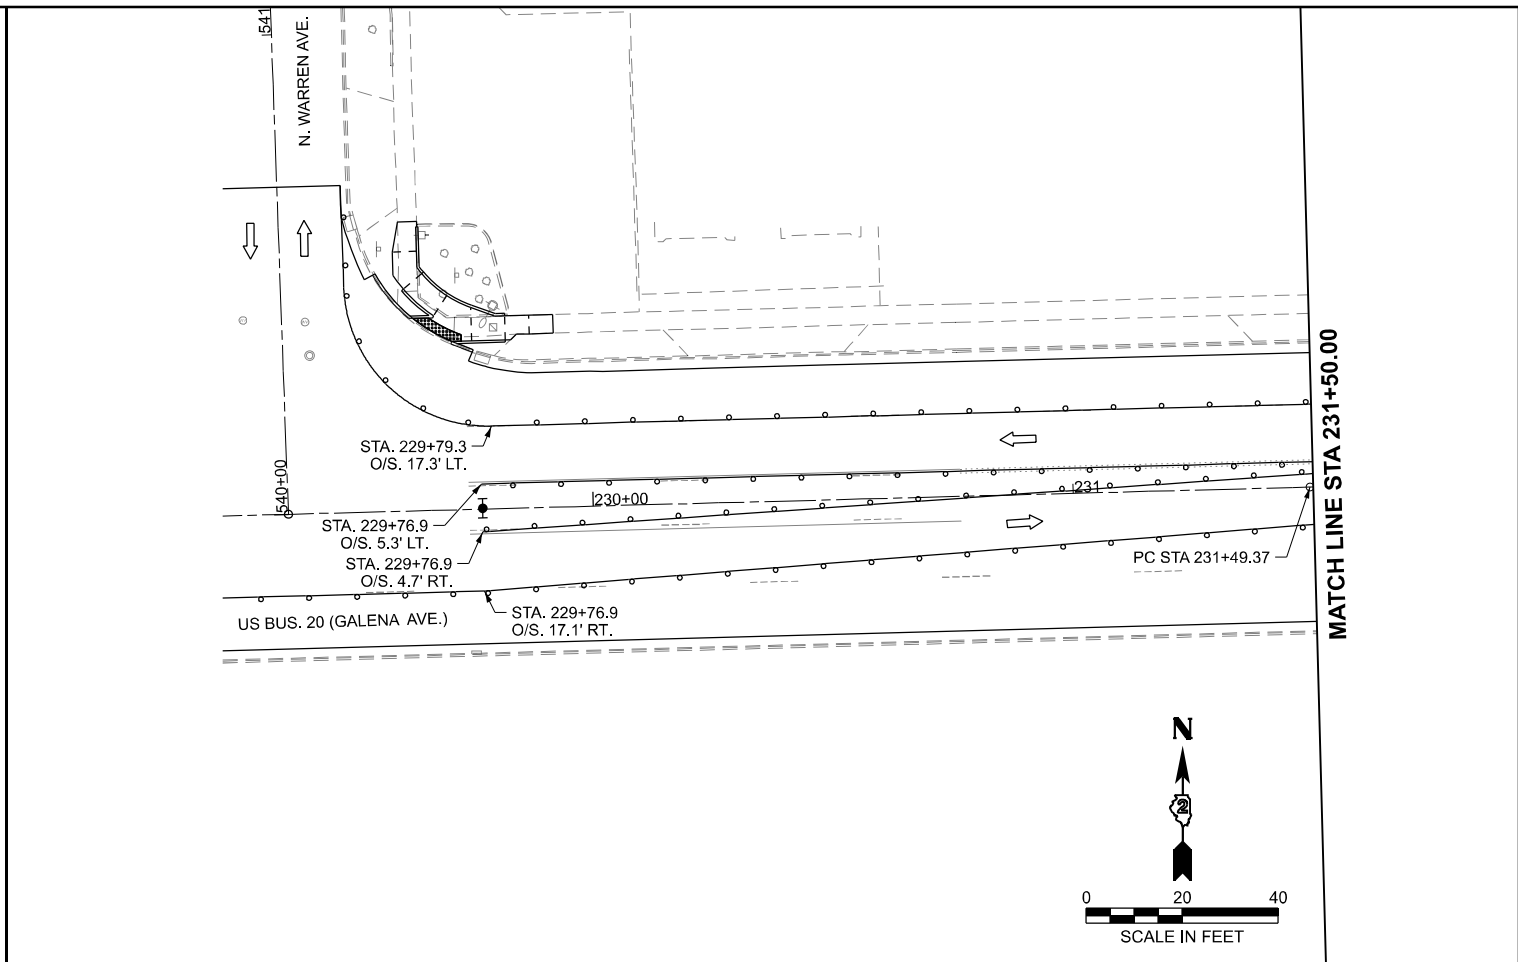 541
N. WARREN AVE.
STA. 229+79.3
O/S. 17.3' LT.
540+00
230+00
231
STA. 229+76.9
O/S. 5.3' LT.
STA. 229+76.9
O/S. 4.7' RT.
PC STA 231+49.37
STA. 229+76.9
O/S. 17.1' RT.
US BUS. 20 (GALENA AVE.)
MATCH LINE STA 231+50.00
N
2
0 20 40
SCALE IN FEET